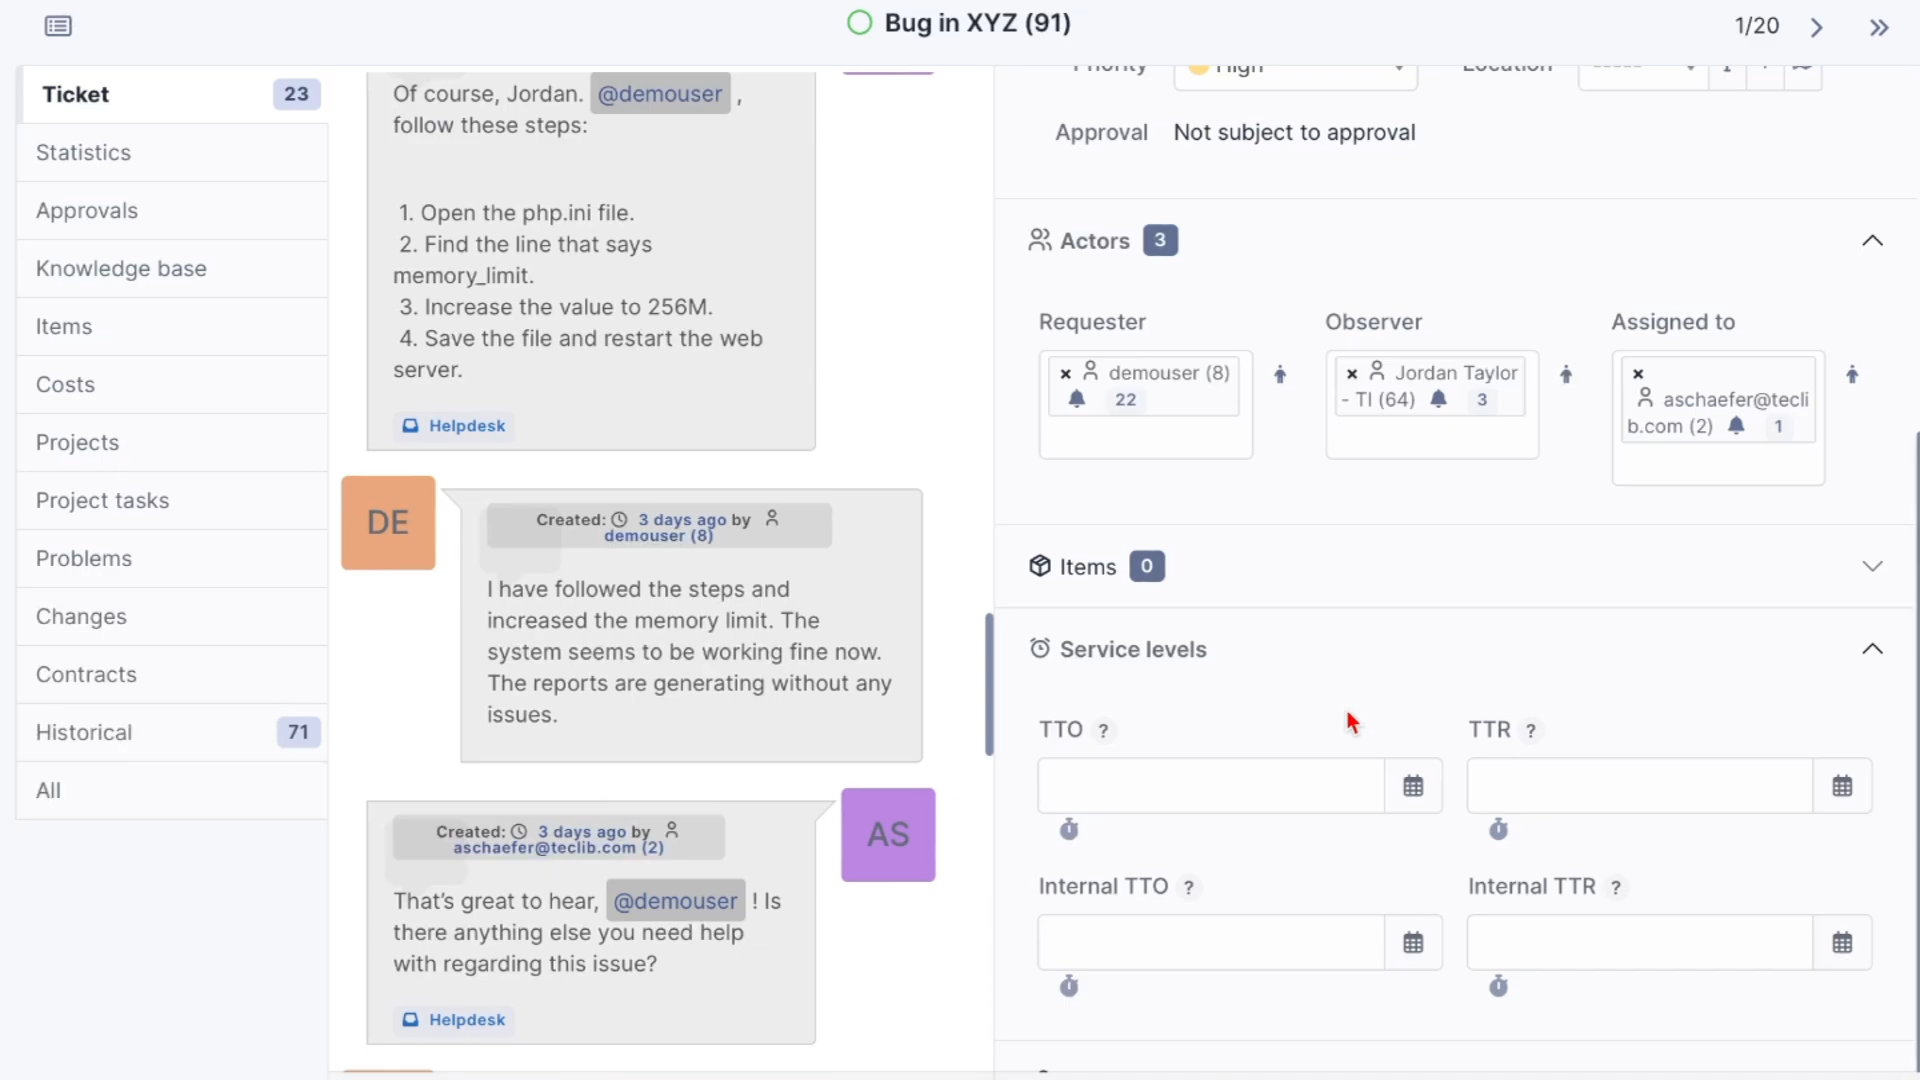 Bug in XYZ (91)
1/20
Ticket 23
Statistics
Approvals
Knowledge base
Items
Costs
Projects
Project tasks
Problems
Changes
Contracts
Historical 71
All
Of course, Jordan. @demouser ,
follow these steps:
1. Open the php.ini file.
2. Find the line that says
memory_limit.
3. Increase the value to 256M.
4. Save the file and restart the web
server.
Helpdesk
DE
Created: 3 days ago by
demouser (8)
I have followed the steps and
increased the memory limit. The
system seems to be working fine now.
The reports are generating without any
issues.
AS
Created: 3 days ago by
aschaefer@teclib.com (2)
That's great to hear, @demouser ! Is
there anything else you need help
with regarding this issue?
Helpdesk
Priority High Location -----
Approval Not subject to approval
Actors 3
Requester Observer Assigned to
× demouser (8)
22
× Jordan Taylor
- TI (64) 3
×
aschaefer@tecli
b.com (2) 1
Items 0
Service levels
TTO ? TTR ?
Internal TTO ? Internal TTR ?